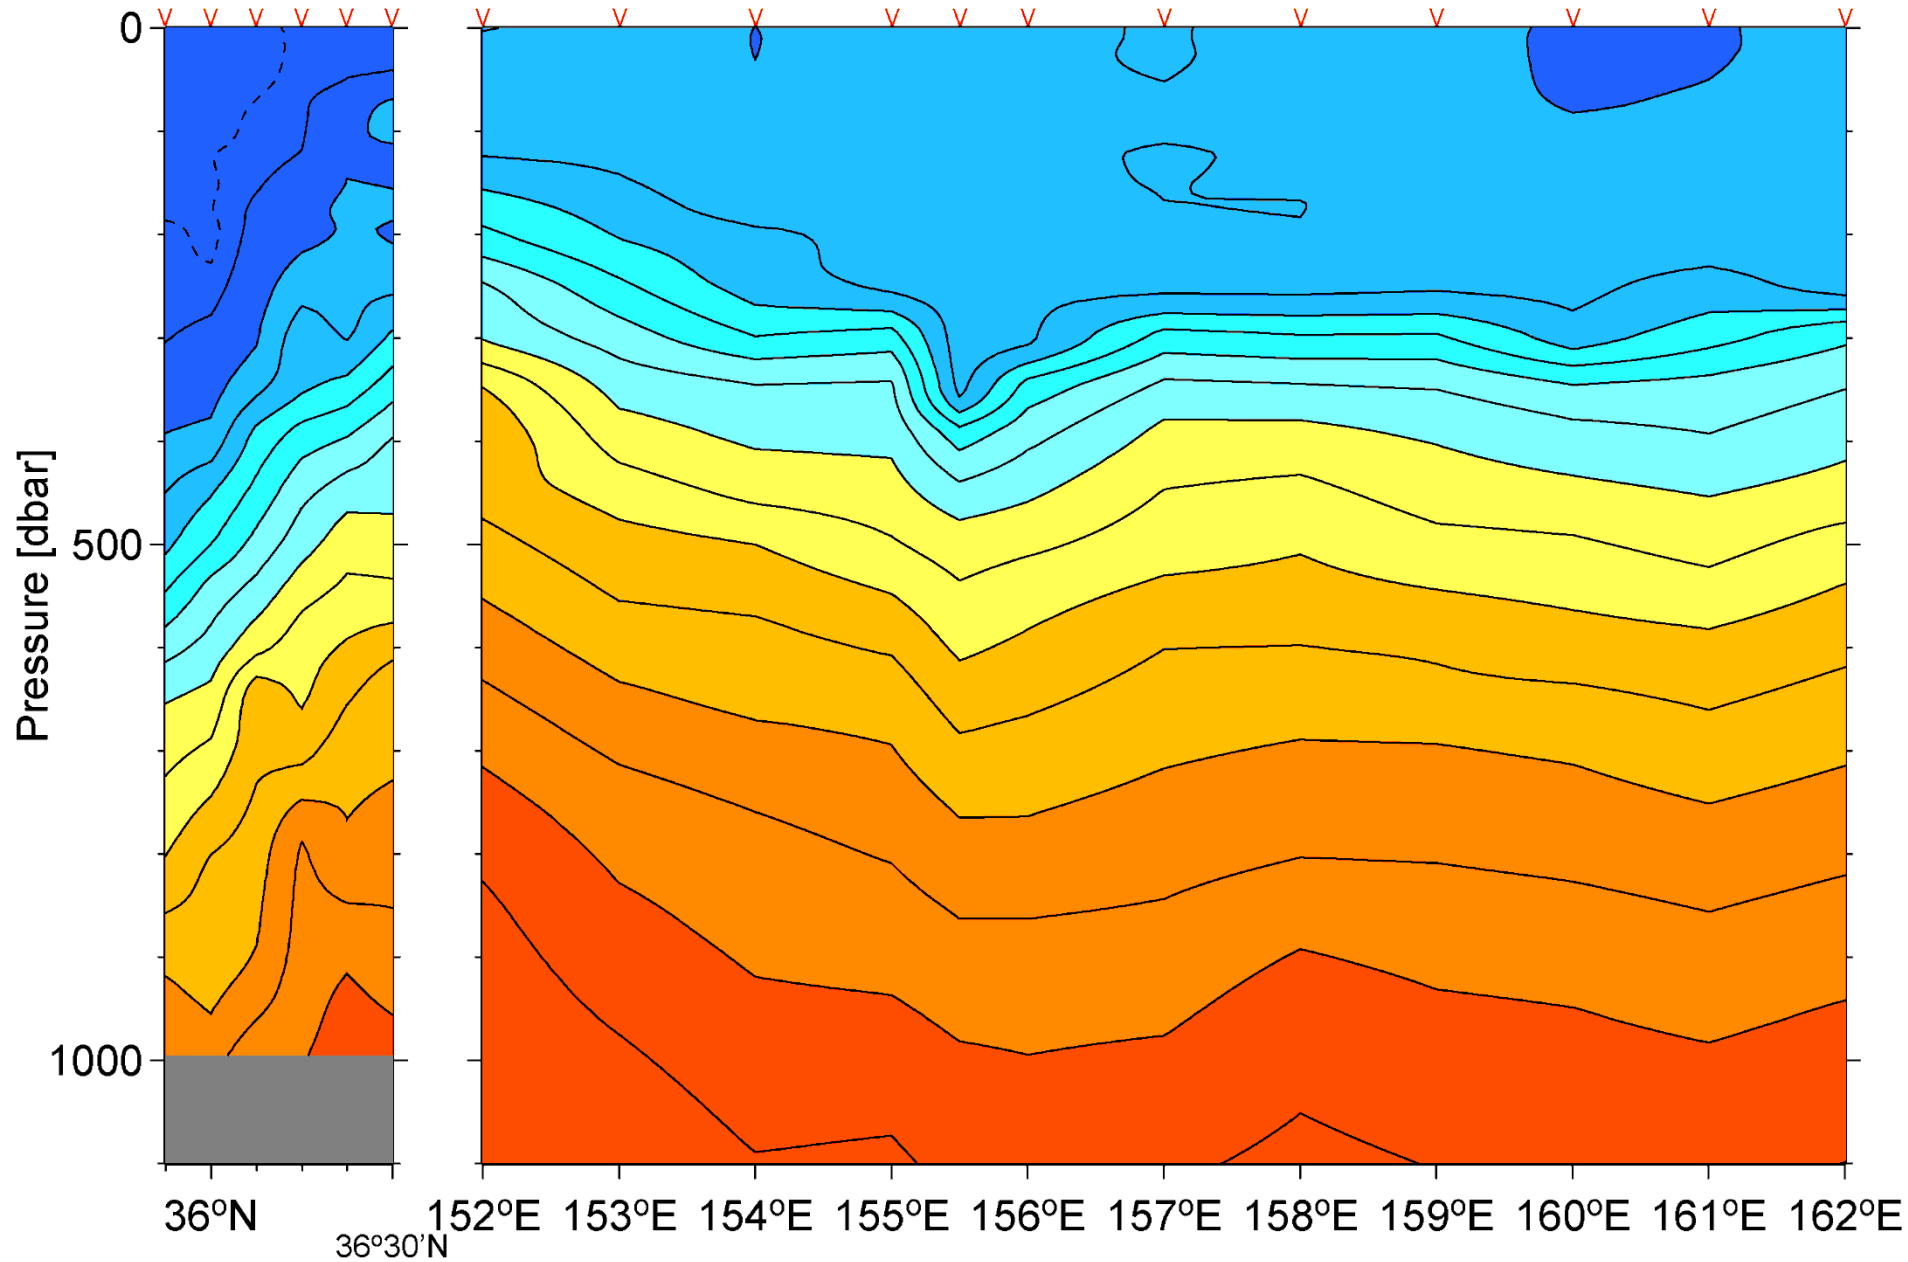 V V V V V V V V V V V V V V V V V V
0
500
1000
Pressure [dbar]
36ºN 152ºE 153ºE 154ºE 155ºE 156ºE 157ºE 158ºE 159ºE 160ºE 161ºE 162ºE
36º30'N